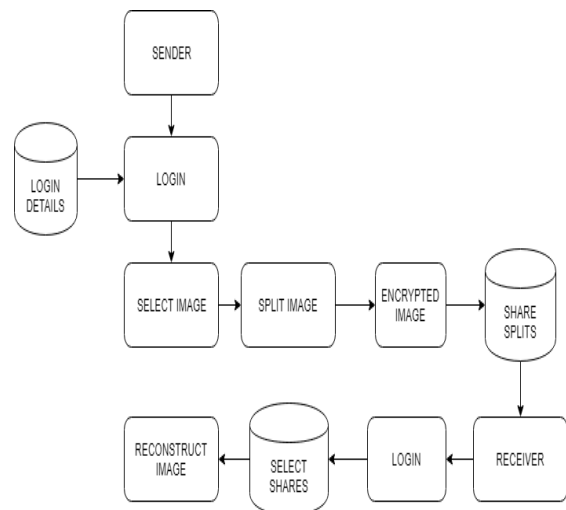 SENDER
LOGIN
DETAILS
LOGIN
SELECT IMAGE
SPLIT IMAGE
ENCRYPTED
IMAGE
SHARE
SPLITS
RECONSTRUCT
IMAGE
SELECT
SHARES
LOGIN
RECEIVER